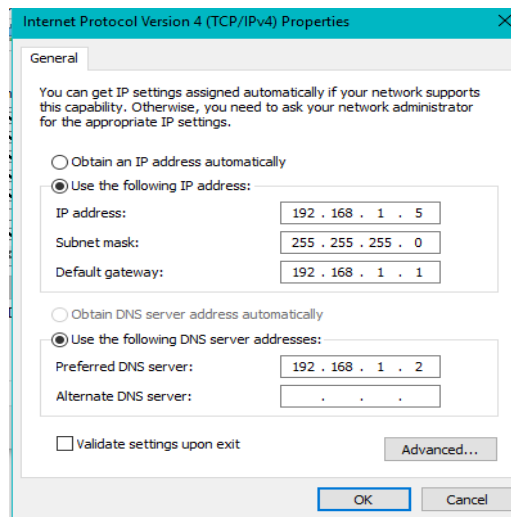 Internet Protocol Version 4 (TCP/IPv4) Properties
General
You can get IP settings assigned automatically if your network supports
this capability. Otherwise, you need to ask your network administrator
for the appropriate IP settings.
Obtain an IP address automatically
Use the following IP address:
IP address: 192 . 168 . 1 . 5
Subnet mask: 255 . 255 . 255 . 0
Default gateway: 192 . 168 . 1 . 1
Obtain DNS server address automatically
Use the following DNS server addresses:
Preferred DNS server: 192 . 168 . 1 . 2
Alternate DNS server: . . .
Validate settings upon exit
Advanced...
OK Cancel